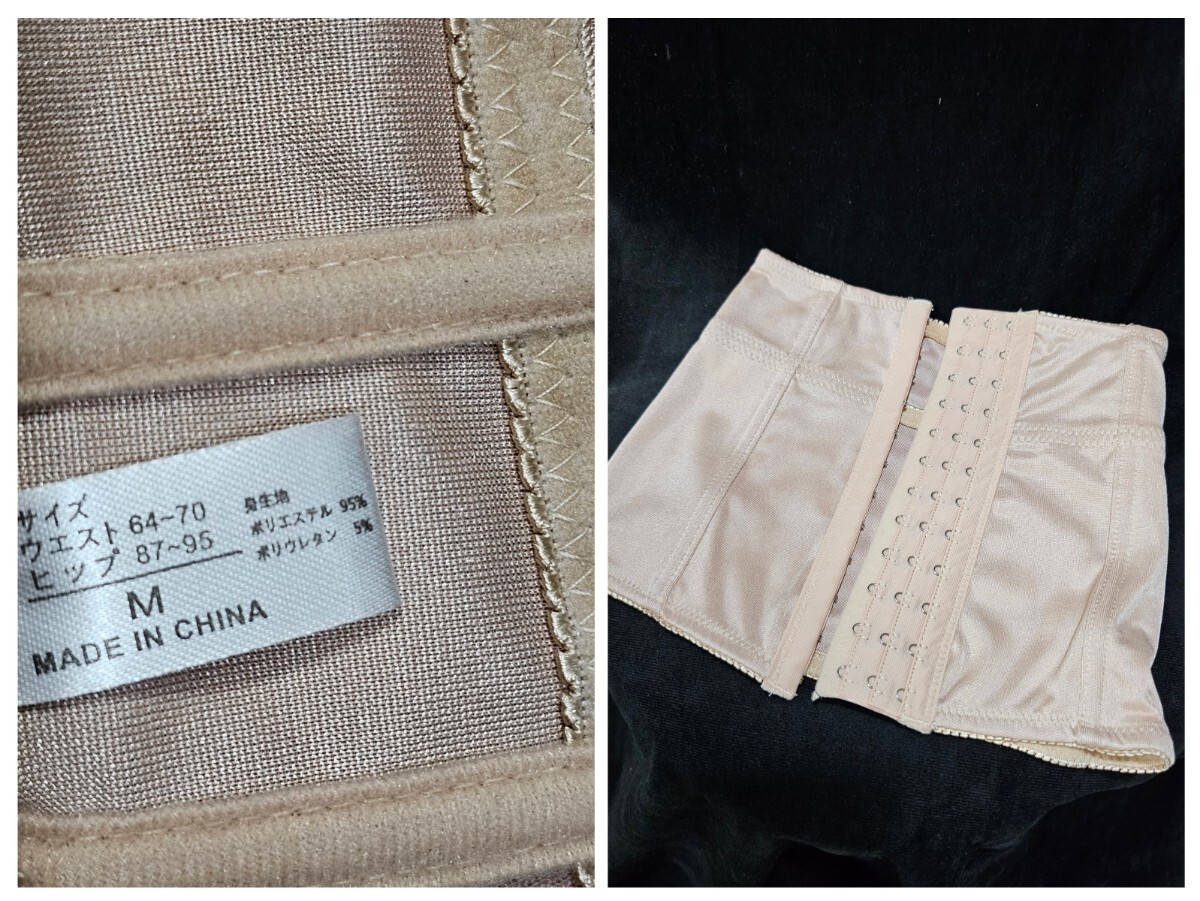 サイズ
ウエスト 64~70
ヒップ 87~95
身生地
ポリエステル 95%
ポリウレタン 5%
M
MADE IN CHINA